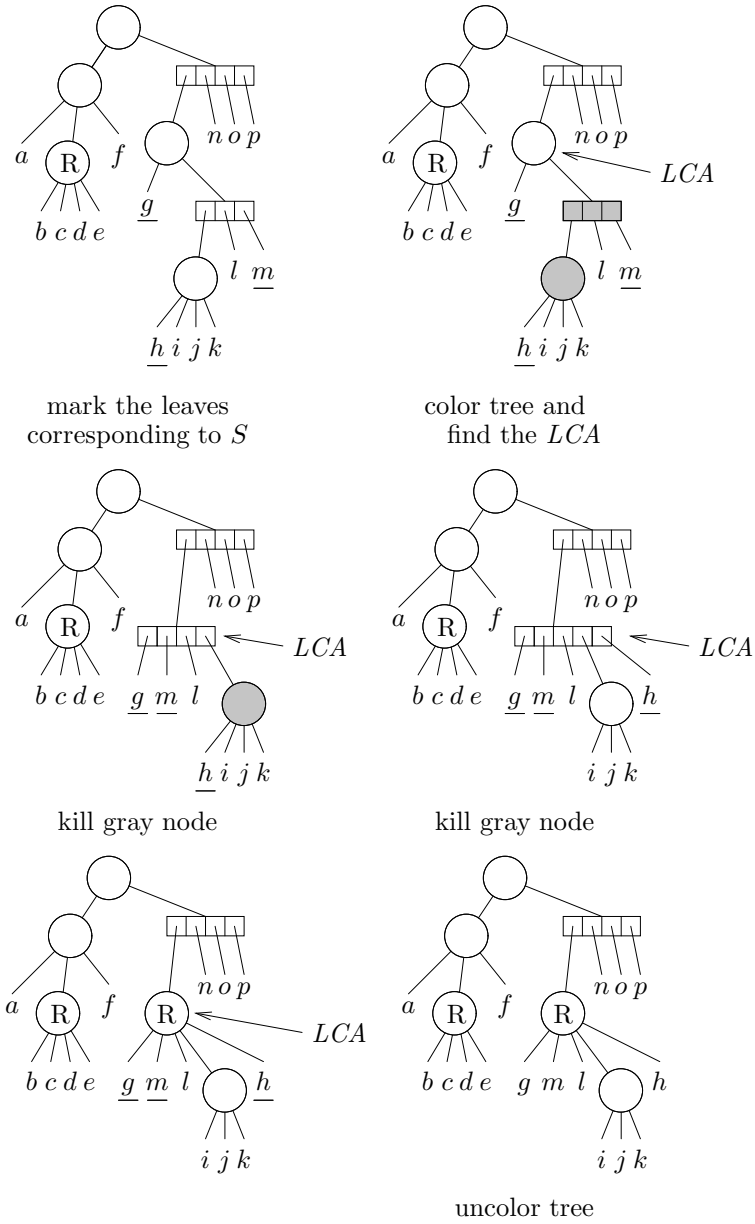 n o p
a R f
LCA
g
b c d e
l m
h i j k
mark the leaves
corresponding to S
n o p
a R f
LCA
g
b c d e
l m
h i j k
color tree and
find the LCA
n o p
a R f
LCA
b c d e g m l
h i j k
kill gray node
n o p
a R f
LCA
b c d e g m l h
i j k
kill gray node
n o p
a R f R
LCA
b c d e g m l h
i j k
n o p
a R f R
b c d e g m l h
i j k
uncolor tree